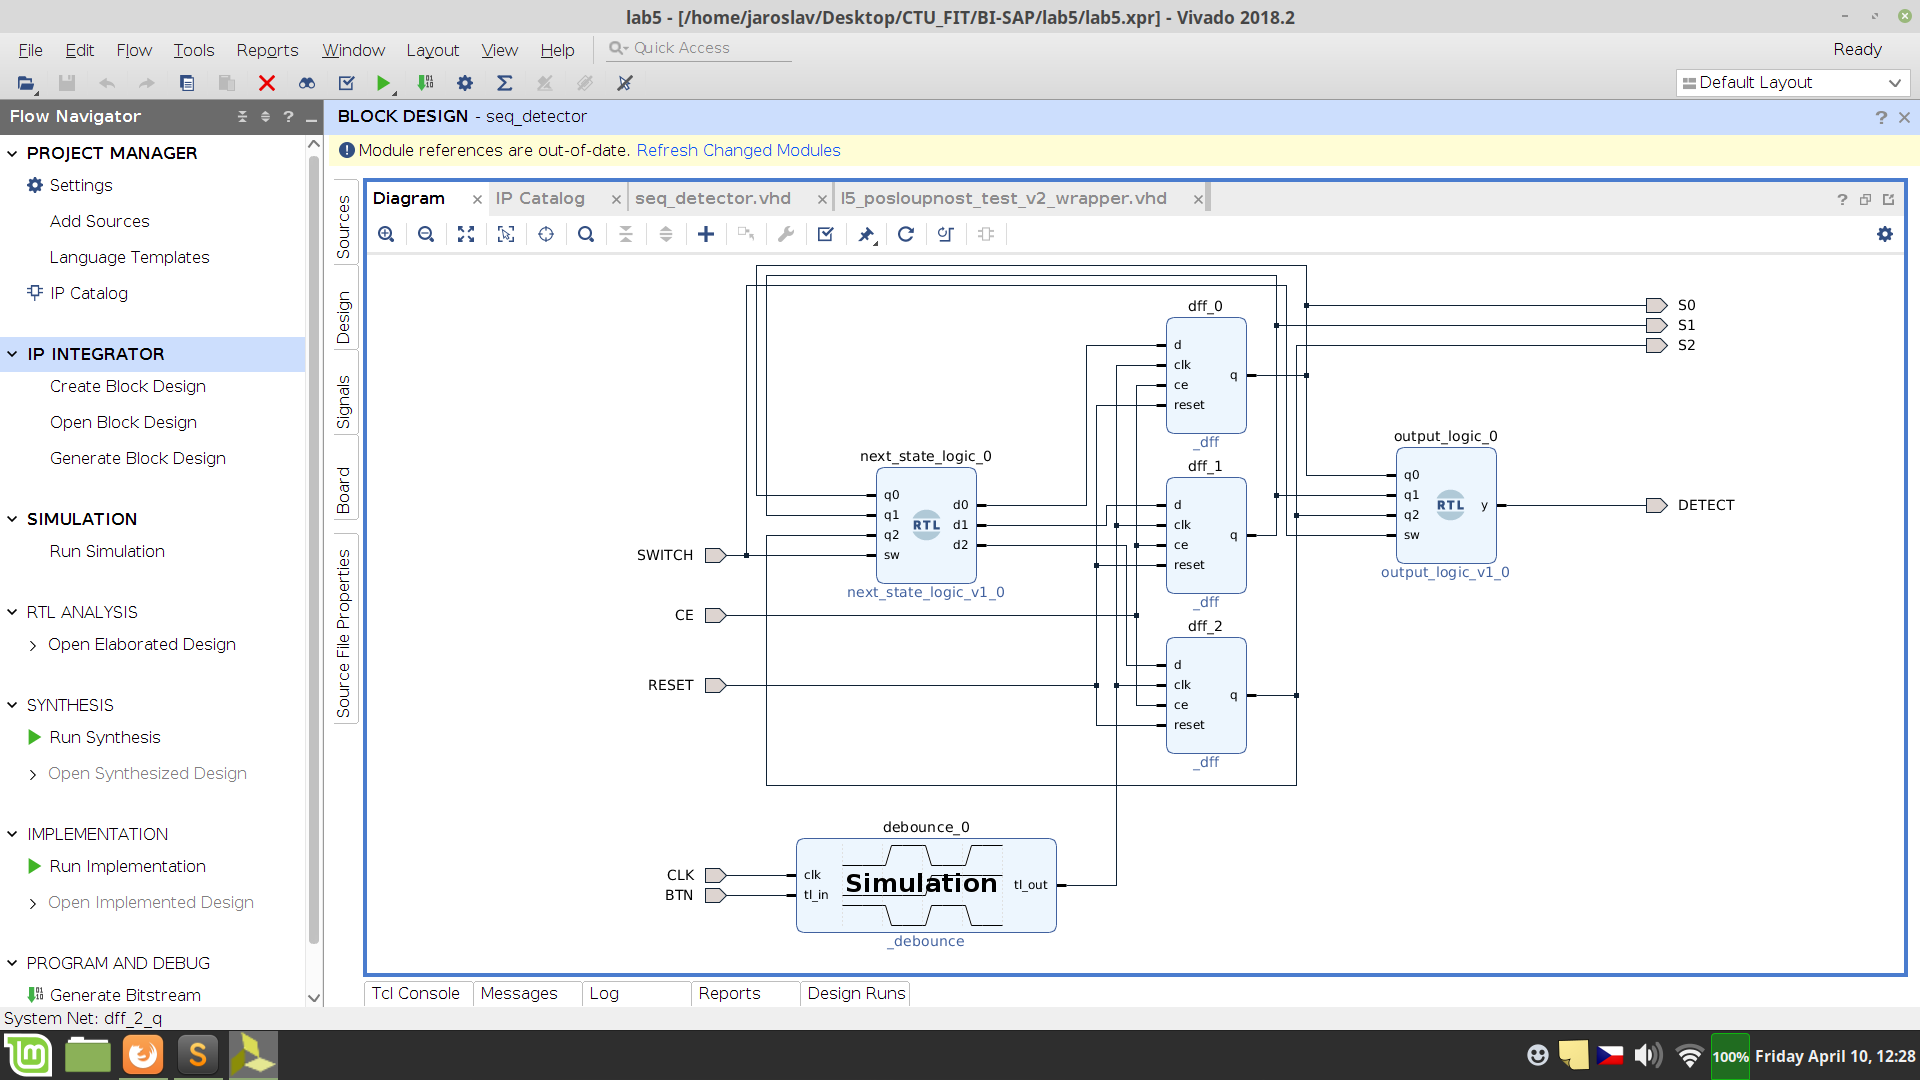 lab5 - [/home/jaroslav/Desktop/CTU_FIT/BI-SAP/lab5/lab5.xpr] - Vivado 2018.2
File Edit Flow Tools Reports Window Layout View Help Quick Access Ready
Default Layout
Flow Navigator
PROJECT MANAGER
Settings
Add Sources
Language Templates
IP Catalog
IP INTEGRATOR
Create Block Design
Open Block Design
Generate Block Design
SIMULATION
Run Simulation
RTL ANALYSIS
Open Elaborated Design
SYNTHESIS
Run Synthesis
Open Synthesized Design
IMPLEMENTATION
Run Implementation
Open Implemented Design
PROGRAM AND DEBUG
Generate Bitstream
BLOCK DESIGN - seq_detector
Module references are out-of-date. Refresh Changed Modules
Sources
Design
Signals
Board
Source File Properties
Diagram IP Catalog seq_detector.vhd l5_posloupnost_test_v2_wrapper.vhd
SWITCH
CE
RESET
CLK
BTN
next_state_logic_0
q0
q1
q2
sw
RTL
d0
d1
d2
next_state_logic_v1_0
dff_0
d
clk
ce
reset
q
_dff
dff_1
d
clk
ce
reset
q
_dff
dff_2
d
clk
ce
reset
q
_dff
output_logic_0
q0
q1
q2
sw
RTL
y
output_logic_v1_0
S0
S1
S2
DETECT
debounce_0
clk
tl_in
Simulation
tl_out
_debounce
Tcl Console Messages Log Reports Design Runs
System Net: dff_2_q
100% Friday April 10, 12:28